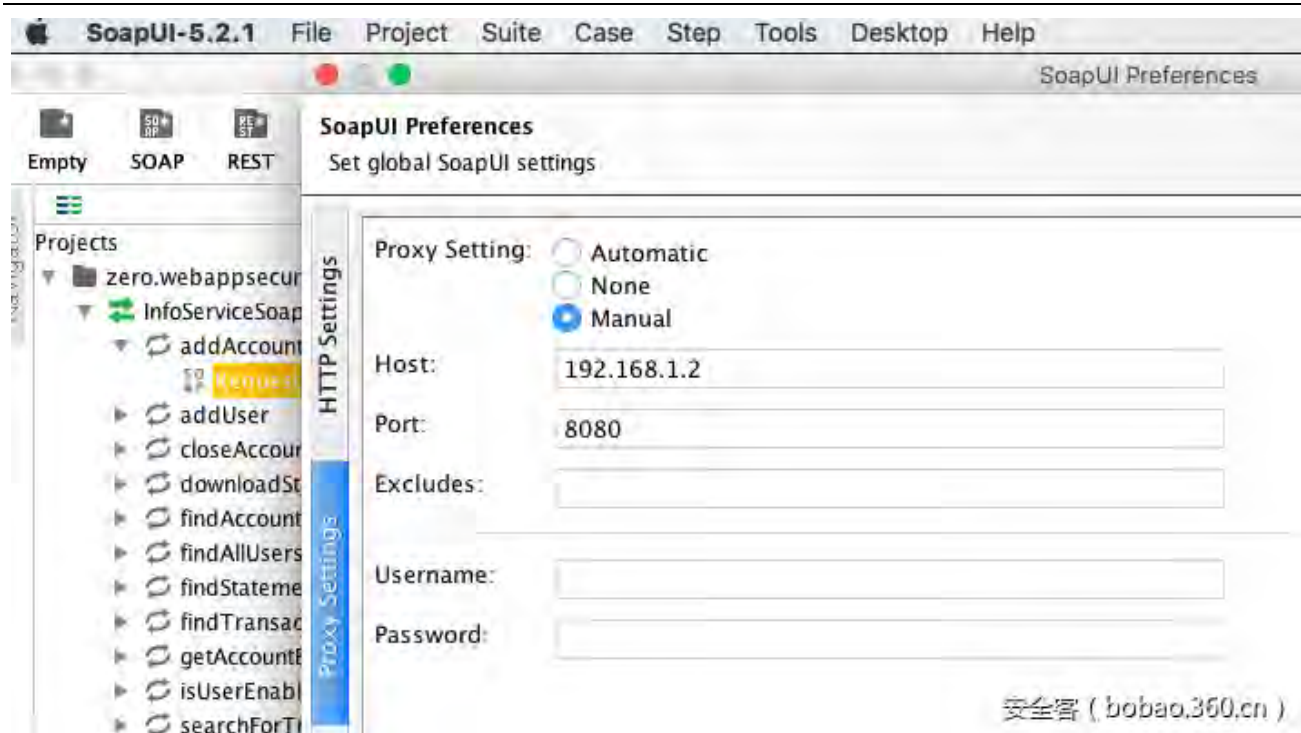 SoapUI-5.2.1 File Project Suite Case Step Tools Desktop Help
SoapUI Preferences
Empty SOAP REST
SoapUI Preferences
Set global SoapUI settings
Navigator
Projects
zero.webappsecur
InfoServiceSoap
addAccount
addUser
closeAccour
downloadSt
findAccount
findAllUsers
findStateme
findTransac
getAccountB
isUserEnabl
searchForTr
HTTP Settings
Proxy Settings
Proxy Setting:
Automatic
None
Manual
Host: 192.168.1.2
Port: 8080
Excludes:
Username:
Password:
安全客 ( bobao.360.cn )